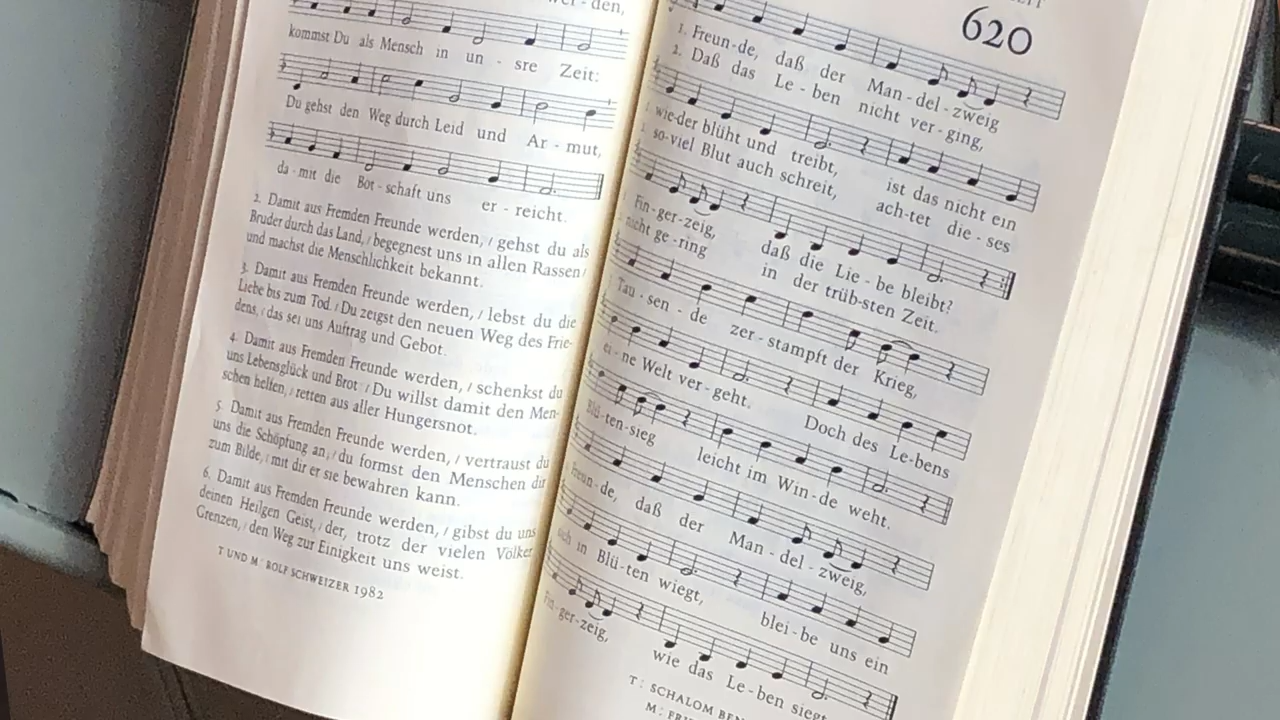 den,
kommst Du als Mensch in un - sre Zeit:
Du gehst den Weg durch Leid und Ar - mut,
da - mit die Bot - schaft uns er - reicht.
2. Damit aus Fremden Freunde werden, / gehst du als
Bruder durch das Land, / begegnest uns in allen Rassen /
und machst die Menschlichkeit bekannt.
3. Damit aus Fremden Freunde werden, / lebst du die
Liebe bis zum Tod. / Du zeigst den neuen Weg des Frie-
dens, / das sei uns Auftrag und Gebot.
4. Damit aus Fremden Freunde werden, / schenkst du
uns Lebensglück und Brot: / Du willst damit den Men-
schen helfen, / retten aus aller Hungersnot.
5. Damit aus Fremden Freunde werden, / vertraust du
uns die Schöpfung an, / du formst den Menschen dir
zum Bilde, / mit dir er sie bewahren kann.
6. Damit aus Fremden Freunde werden, / gibst du uns
deinen Heilgen Geist, / der, trotz der vielen Völker
Grenzen, / den Weg zur Einigkeit uns weist.
T UND M: ROLF SCHWEIZER 1982
620
1. Freun-de, daß der Man - del - zweig
2. Daß das Le - ben nicht ver - ging,
1. wie-der blüht und treibt, ist das nicht ein
2. so-viel Blut auch schreit, ach-tet die - ses
Fin-ger-zeig, daß die Lie - be bleibt?
nicht ge - ring in der trüb-sten Zeit.
Tau - sen - de zer - stampft der Krieg,
ei - ne Welt ver - geht. Doch des Le-bens
Blü-ten-sieg leicht im Win - de weht.
Freun-de, daß der Man - del - zweig,
sich in Blü-ten wiegt, blei - be uns ein
Fin-ger-zeig, wie das Le - ben siegt.
T: SCHALOM BEN
M: